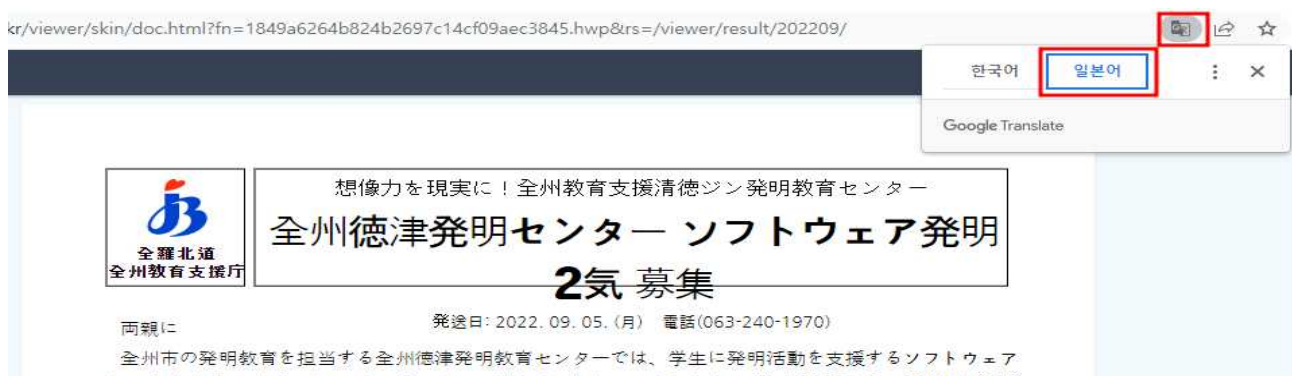 kr/viewer/skin/doc.html?fn=1849a6264b824b2697c14cf09aec3845.hwp&rs=/viewer/result/202209/
한국어 일본어
Google Translate
想像力を現実に！全州教育支援清徳ジン発明教育センター
全州徳津発明センター ソフトウェア発明
2気 募集
全羅北道
全州教育支援庁
発送日: 2022. 09. 05. (月) 電話(063-240-1970)
両親に
全州市の発明教育を担当する全州徳津発明教育センターでは、学生に発明活動を支援するソフトウェア